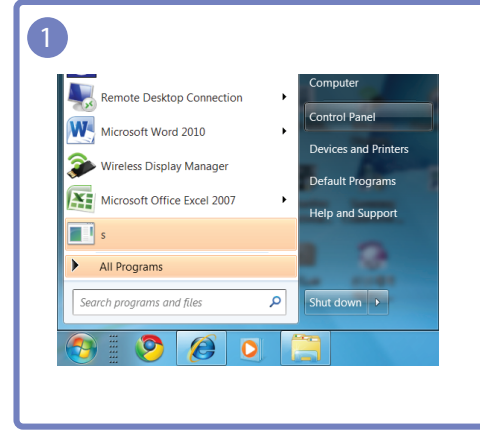 1
Remote Desktop Connection
Microsoft Word 2010
Wireless Display Manager
Microsoft Office Excel 2007
s
All Programs
Search programs and files
Computer
Control Panel
Devices and Printers
Default Programs
Help and Support
Shut down